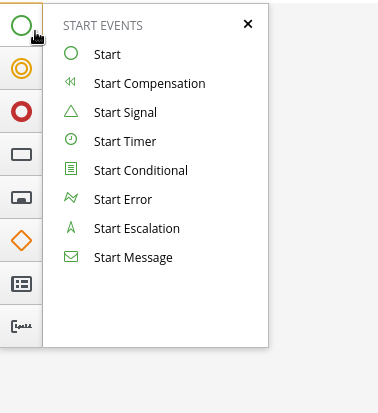 START EVENTS
Start
Start Compensation
Start Signal
Start Timer
Start Conditional
Start Error
Start Escalation
Start Message